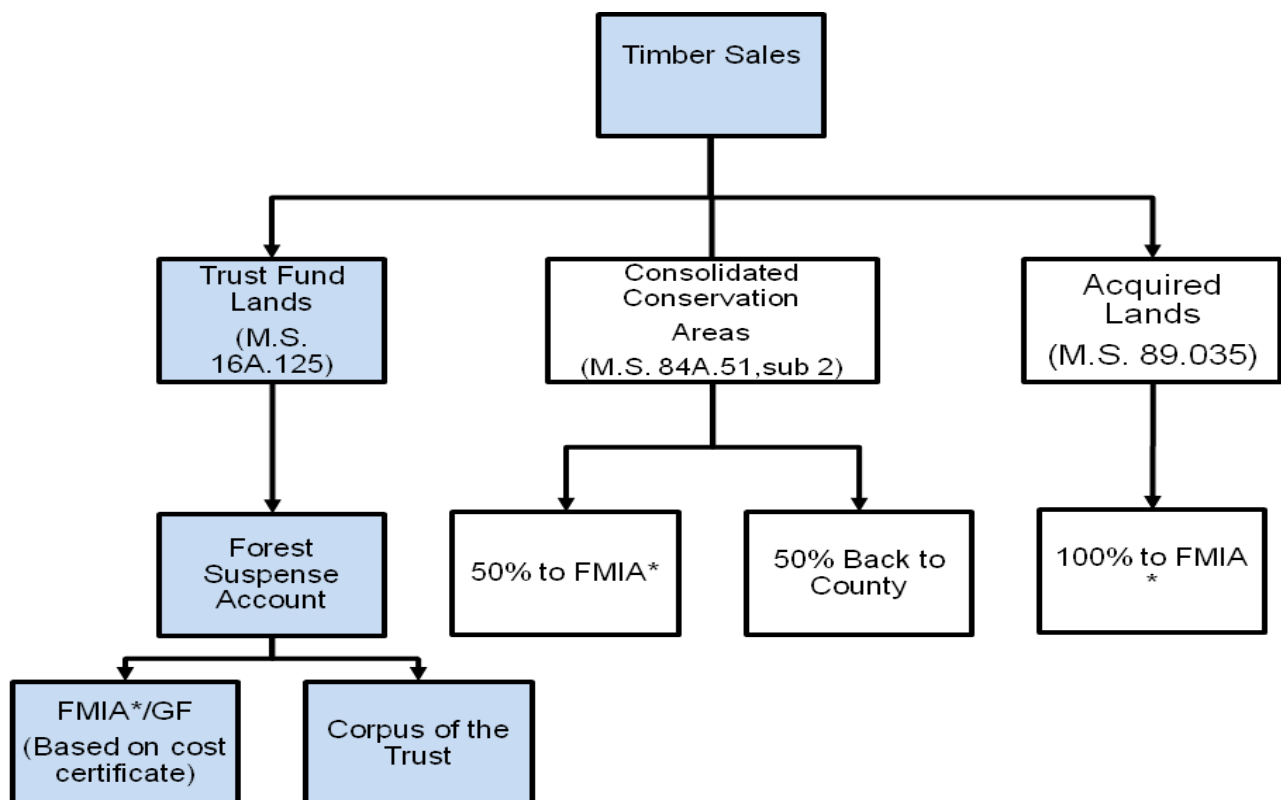 Timber Sales
Trust Fund
Lands
(M.S.
16A.125)
Consolidated
Conservation
Areas
(M.S. 84A.51,sub 2)
Acquired
Lands
(M.S. 89.035)
Forest
Suspense
Account
50% to FMIA*
50% Back to
County
100% to FMIA
*
FMIA*/GF
(Based on cost
certificate)
Corpus of the
Trust